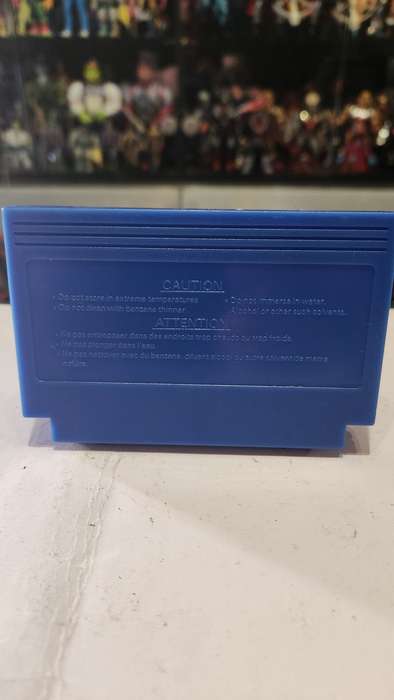 CAUTION
• Do not store in extreme temperatures. • Do not immerse in water.
• Do not clean with benzene thinner. Alcohol or other such solvents.
ATTENTION
• Ne pas entreposer dans des endroits trop chauds ou trop froids.
• Ne pas plonger dans l'eau.
• Ne pas nettoyer avec du benzene, diluant alcool ou autre solvant de meme
nature.